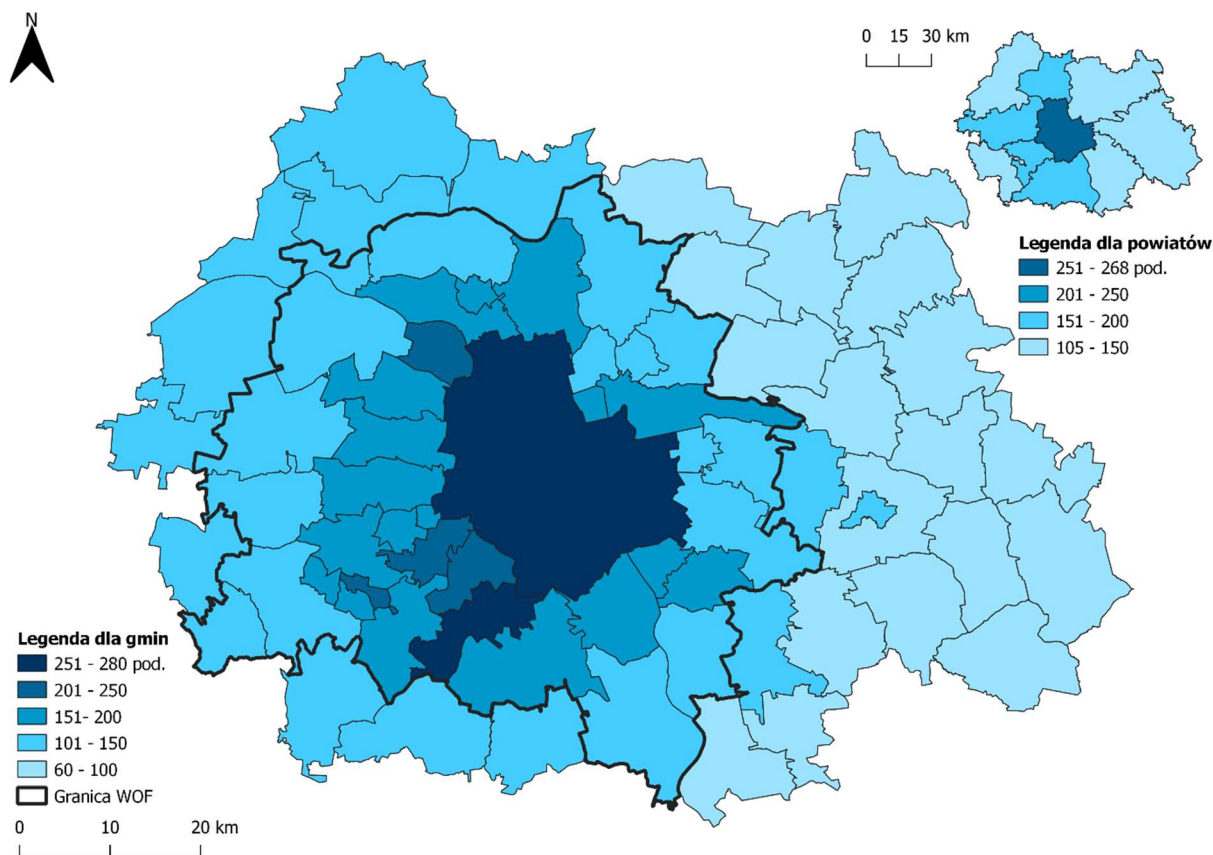 N
0 15 30 km
Legenda dla powiatów
251 - 268 pod.
201 - 250
151 - 200
105 - 150
Legenda dla gmin
251 - 280 pod.
201 - 250
151- 200
101 - 150
60 - 100
Granica WOF
0 10 20 km